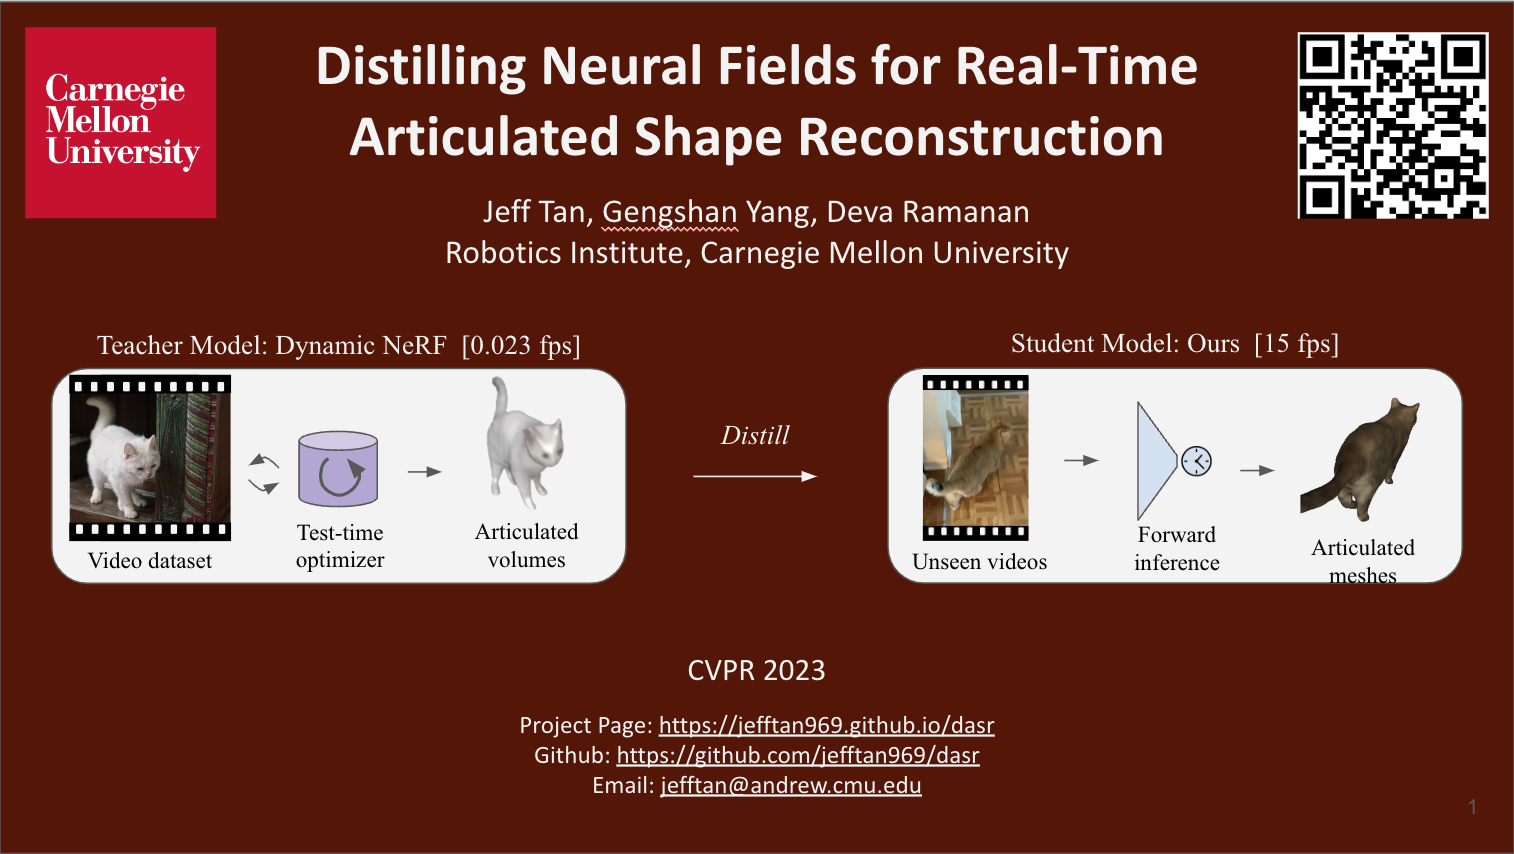 Carnegie
Mellon
University
Distilling Neural Fields for Real-Time
Articulated Shape Reconstruction
Jeff Tan, Gengshan Yang, Deva Ramanan
Robotics Institute, Carnegie Mellon University
Teacher Model: Dynamic NeRF [0.023 fps]
Video dataset
Test-time
optimizer
Articulated
volumes
Distill
Student Model: Ours [15 fps]
Unseen videos
Forward
inference
Articulated
meshes
CVPR 2023
Project Page: https://jefftan969.github.io/dasr
Github: https://github.com/jefftan969/dasr
Email: jefftan@andrew.cmu.edu
1